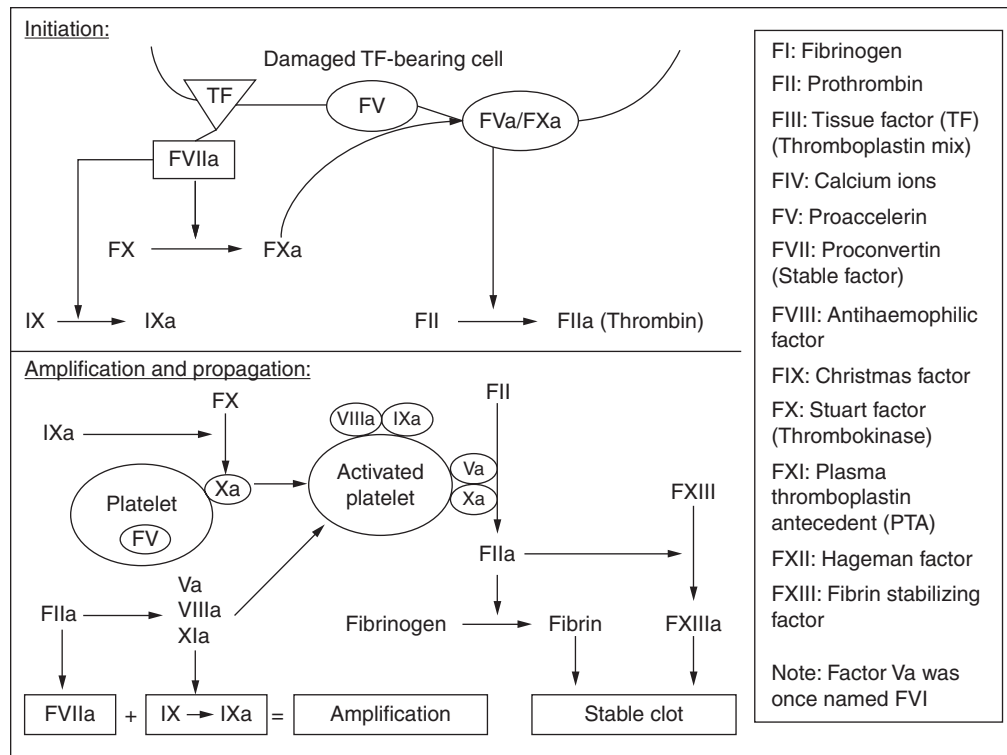 Initiation:
Damaged TF-bearing cell
TF
FV
FVa/FXa
FVIIa
FX
FXa
IX
IXa
FII
FIIa (Thrombin)
Amplification and propagation:
FX
FII
IXa
VIIIa
IXa
Xa
Activated
platelet
Va
Xa
Platelet
FV
FXIII
FIIa
Va
VIIIa
XIa
FIIa
Fibrinogen
Fibrin
FXIIIa
FVIIa
+
IX
IXa
=
Amplification
Stable clot
FI: Fibrinogen
FII: Prothrombin
FIII: Tissue factor (TF)
(Thromboplastin mix)
FIV: Calcium ions
FV: Proaccelerin
FVII: Proconvertin
(Stable factor)
FVIII: Antihaemophilic
factor
FIX: Christmas factor
FX: Stuart factor
(Thrombokinase)
FXI: Plasma
thromboplastin
antecedent (PTA)
FXII: Hageman factor
FXIII: Fibrin stabilizing
factor
Note: Factor Va was
once named FVI